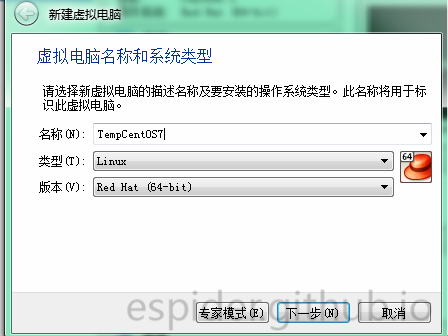 新建虚拟电脑
虚拟电脑名称和系统类型
请选择新虚拟电脑的描述名称及要安装的操作系统类型。此名称将用于标
识此虚拟电脑。
名称(N): TempCentOS7
类型(T): Linux
64
版本(V): Red Hat (64-bit)
专家模式(E) 下一步(N) 取消
espider.github.io